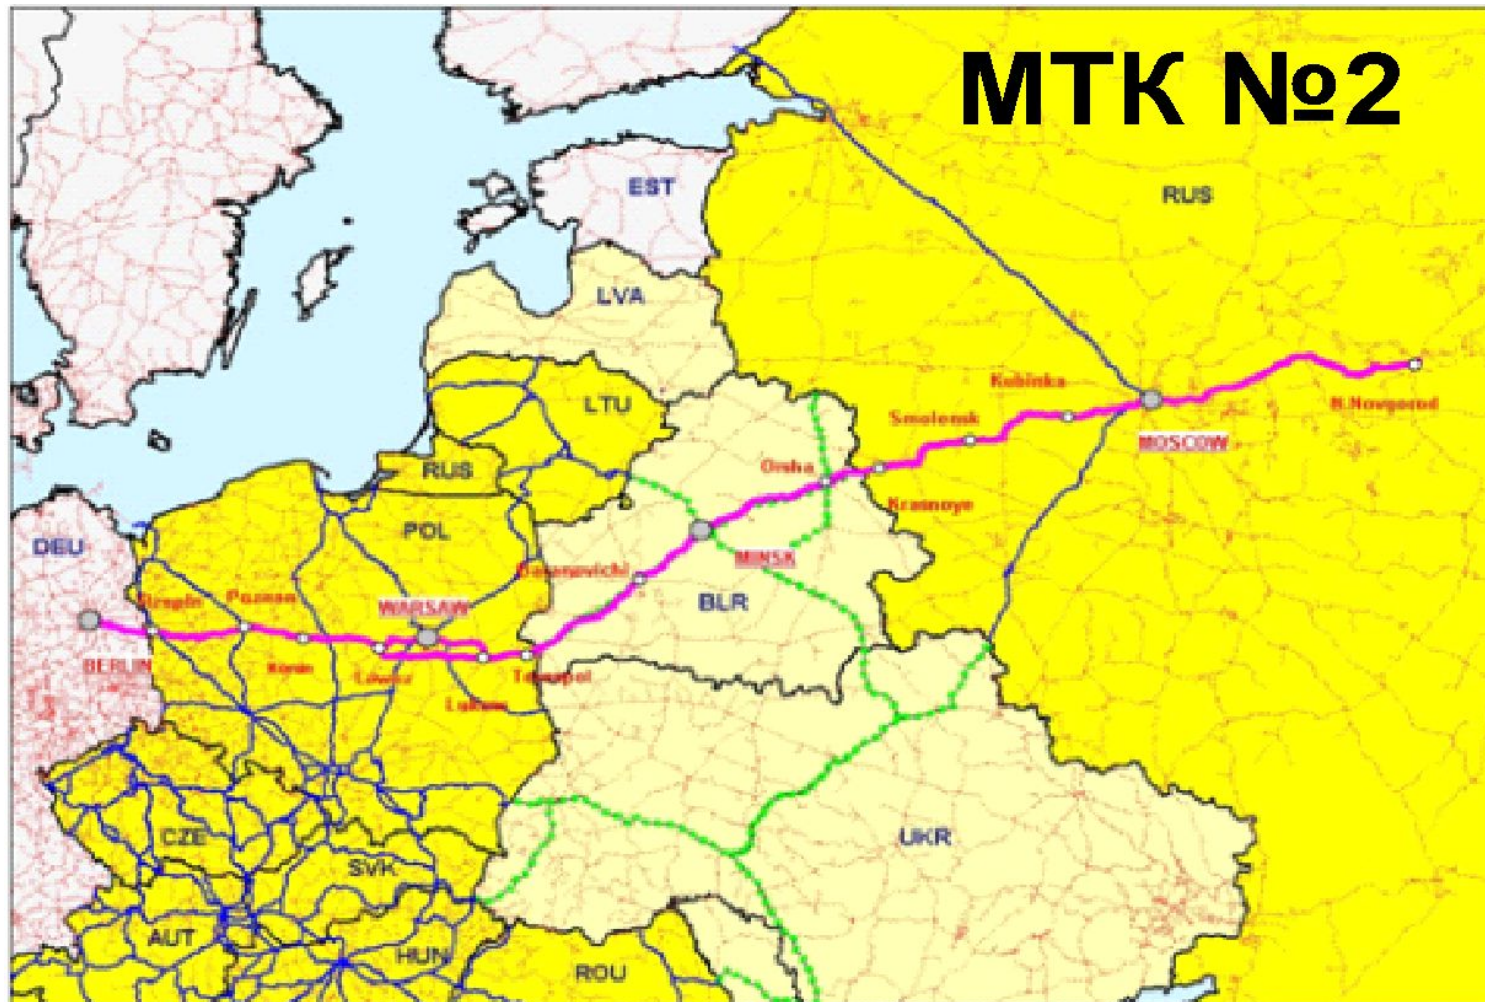 МТК №2
EST
RUS
LVA
Kubinka
LTU
N.Novgorod
Smolensk
MOSCOW
RUS
Orsha
Krasnoye
POL
DEU
MINSK
Baranovichi
BLR
Rzepin
Poznan
WARSAW
BERLIN
Konin
Lowicz
Terespol
Lukow
CZE
UKR
SVK
AUT
HUN
ROU